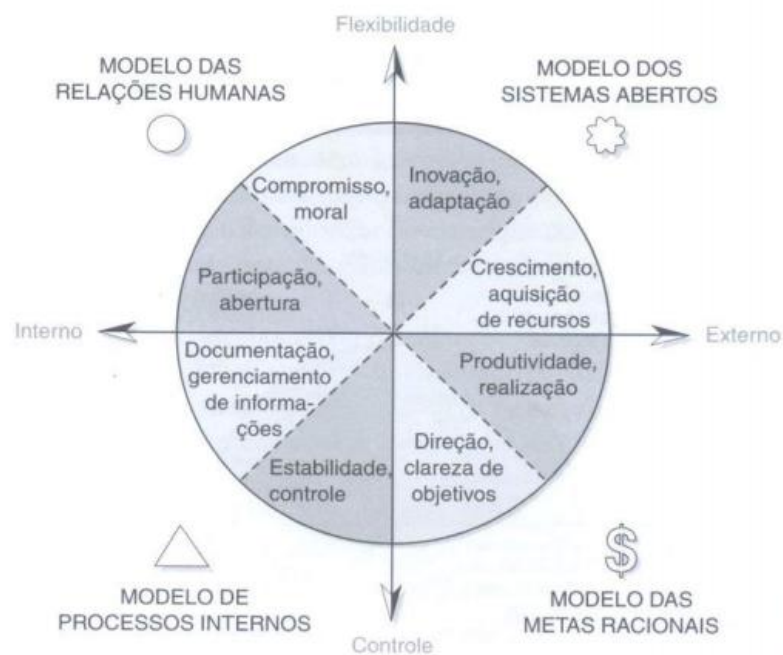 Flexibilidade
MODELO DAS
RELAÇÕES HUMANAS
MODELO DOS
SISTEMAS ABERTOS
Compromisso,
moral
Inovação,
adaptação
Participação,
abertura
Crescimento,
aquisição
de recursos
Interno
Externo
Documentação,
gerenciamento
de informa-
ções
Produtividade,
realização
Estabilidade,
controle
Direção,
clareza de
objetivos
$
MODELO DE
PROCESSOS INTERNOS
MODELO DAS
METAS RACIONAIS
Controle